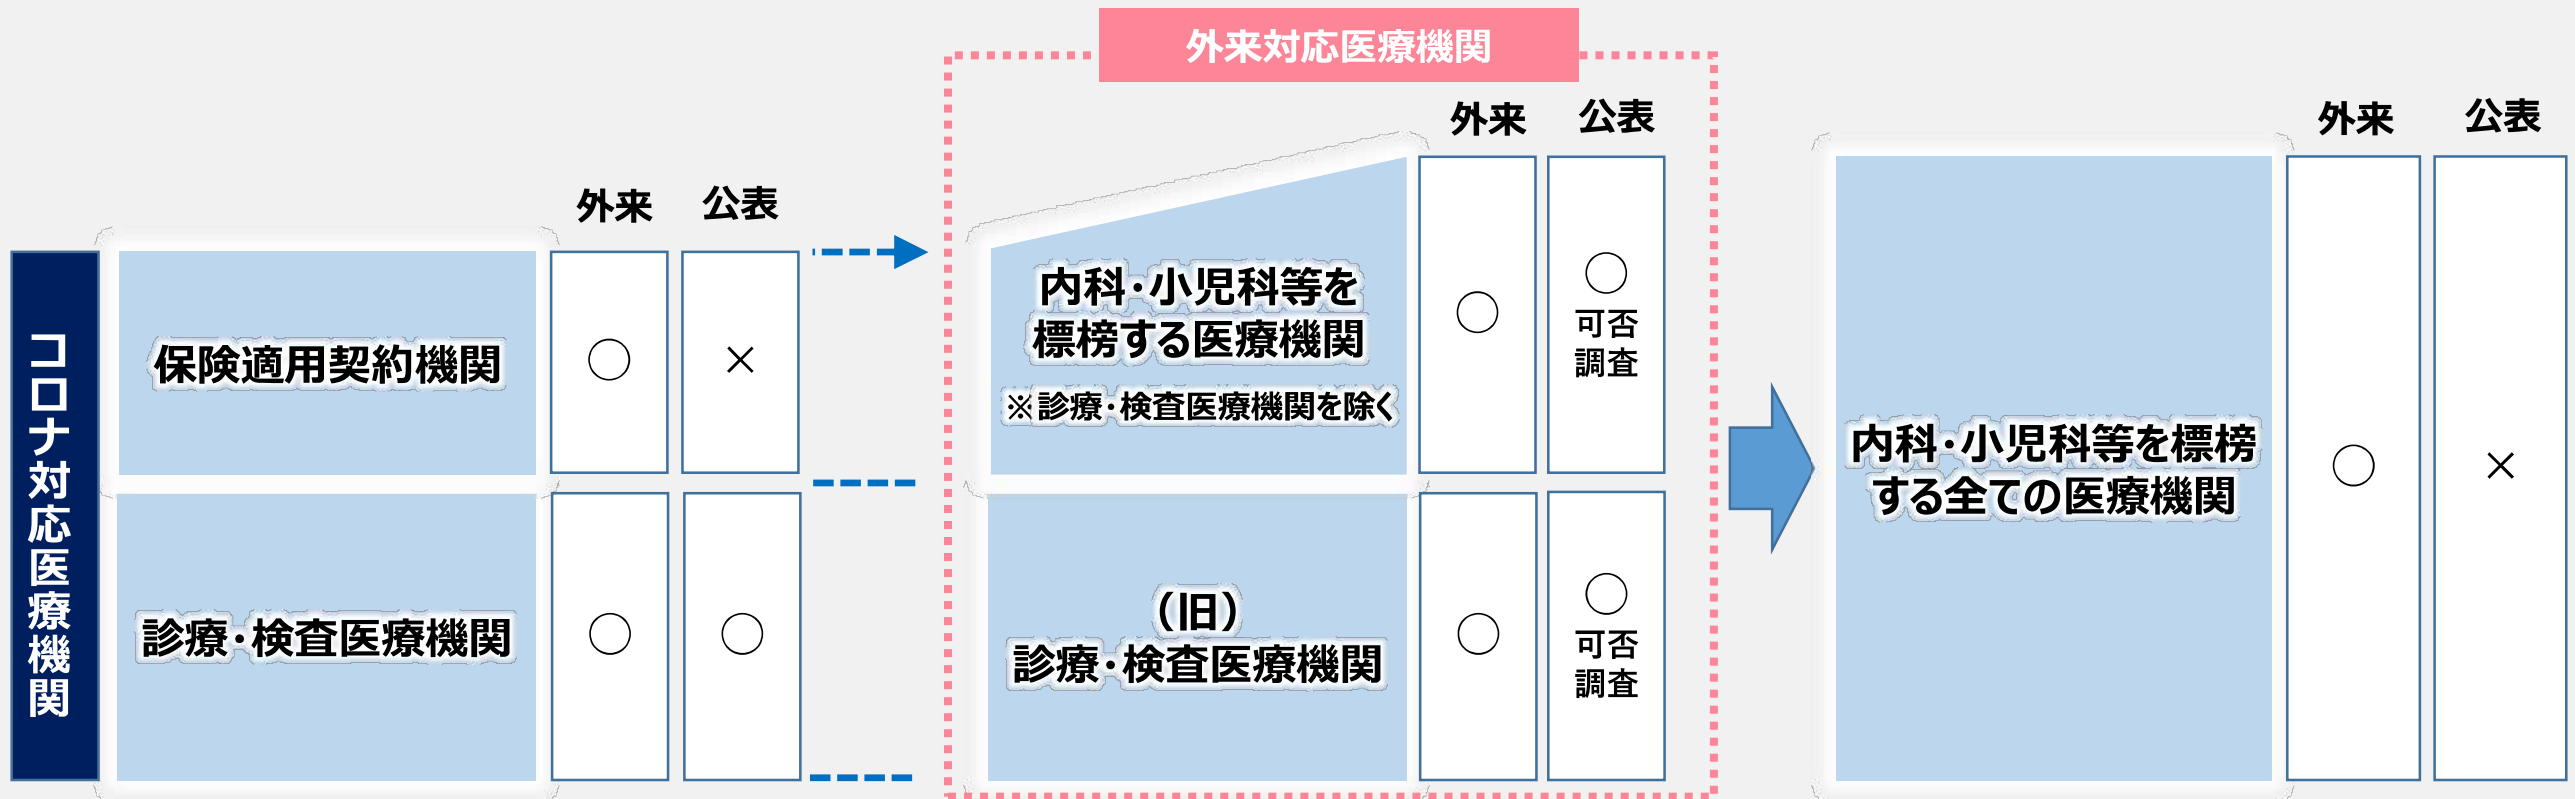 コロナ対応医療機関
外来
公表
保険適用契約機関
○
×
診療・検査医療機関
○
○
外来対応医療機関
外来
公表
内科・小児科等を
標榜する医療機関
※診療・検査医療機関を除く
○
○
可否
調査
(旧)
診療・検査医療機関
○
○
可否
調査
外来
公表
内科・小児科等を標榜
する全ての医療機関
○
×